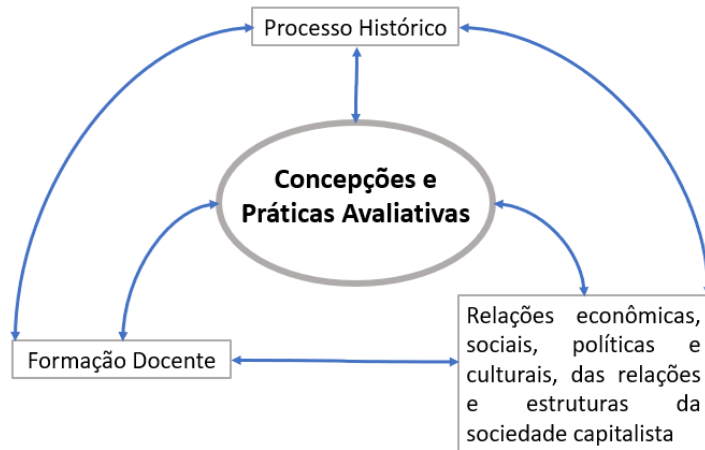 Processo Histórico
Concepções e
Práticas Avaliativas
Formação Docente
Relações econômicas,
sociais, políticas e
culturais, das relações
e estruturas da
sociedade capitalista